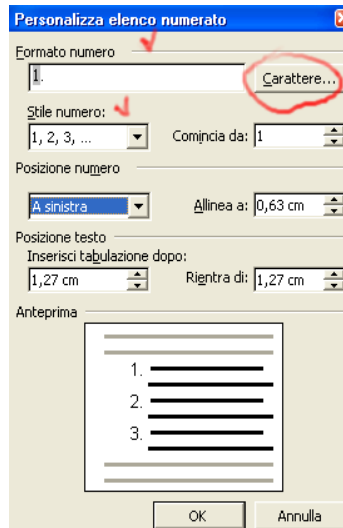 Personalizza elenco numerato
Formato numero
1.
Carattere...
Stile numero:
1, 2, 3, ...
Comincia da: 1
Posizione numero
A sinistra
Allinea a: 0,63 cm
Posizione testo
Inserisci tabulazione dopo:
1,27 cm
Rientra di: 1,27 cm
Anteprima
1.
2.
3.
OK
Annulla